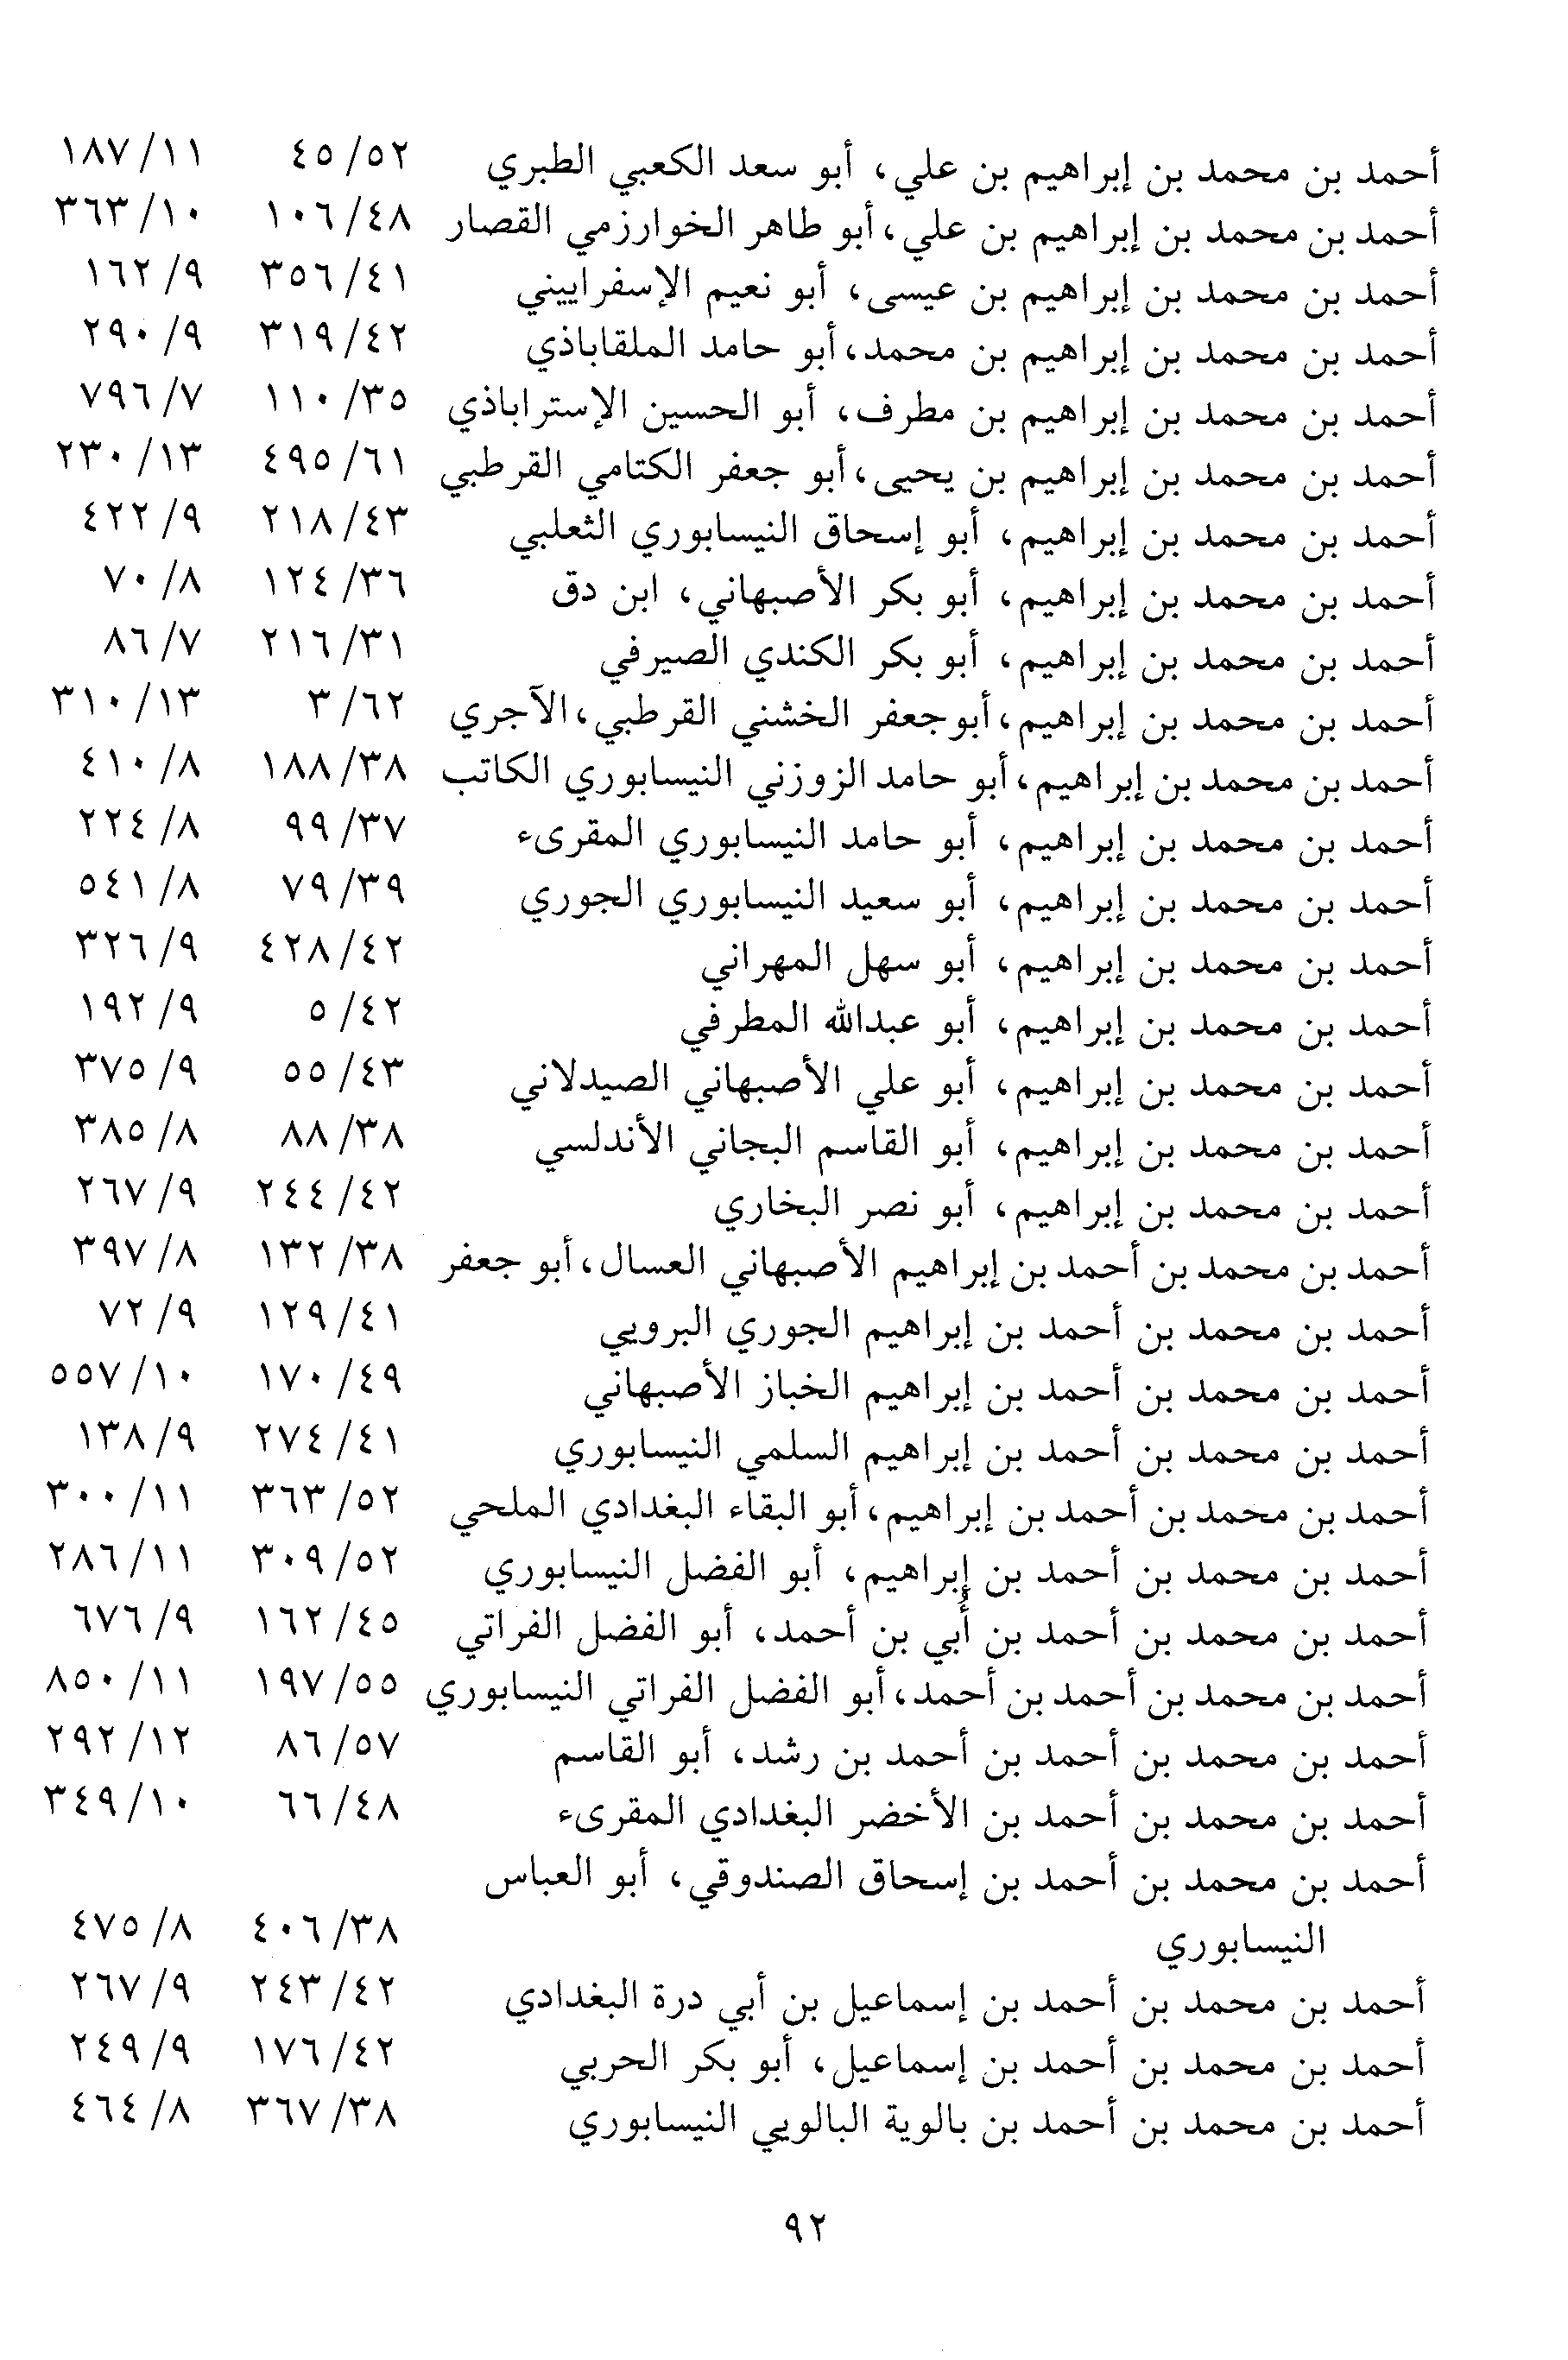 أحمد بن محمد بن إبراهيم بن علي، أبو سعد الكعبي الطبري ٥٢/ ٤٥ ١١/ ١٨٧
أحمد بن محمد بن إبراهيم بن علي، أبو طاهر الخوارزمي القصار ٤٨/ ١٠٦ ١٠/ ٣٦٣
أحمد بن محمد بن إبراهيم بن عيسى، أبو نعيم الإسفراييني ٤١/ ٣٥٦ ٩/ ١٦٢
أحمد بن محمد بن إبراهيم بن محمد، أبو حامد الملقاباذي ٤٢/ ٣١٩ ٩/ ٢٩٠
أحمد بن محمد بن إبراهيم بن مطرف، أبو الحسين الإستراباذي ٣٥/ ١١٠ ٧/ ٧٩٦
أحمد بن محمد بن إبراهيم بن يحيى، أبو جعفر الكتامي القرطبي ٦١/ ٤٩٥ ١٣/ ٢٣٠
أحمد بن محمد بن إبراهيم، أبو إسحاق النيسابوري الثعلبي ٤٣/ ٢١٨ ٩/ ٤٢٢
أحمد بن محمد بن إبراهيم، أبو بكر الأصبهاني، ابن دق ٣٦/ ١٢٤ ٨/ ٧٠
أحمد بن محمد بن إبراهيم، أبو بكر الكندي الصيرفي ٣١/ ٢١٦ ٧/ ٨٦
أحمد بن محمد بن إبراهيم، أبو جعفر الخشني القرطبي، الآجري ٦٢/ ٣ ١٣/ ٣١٠
أحمد بن محمد بن إبراهيم، أبو حامد الزوزني النيسابوري الكاتب ٣٨/ ١٨٨ ٨/ ٤١٠
أحمد بن محمد بن إبراهيم، أبو حامد النيسابوري المقرىء ٣٧/ ٩٩ ٨/ ٢٢٤
أحمد بن محمد بن إبراهيم، أبو سعيد النيسابوري الجوري ٣٩/ ٧٩ ٨/ ٥٤١
أحمد بن محمد بن إبراهيم، أبو سهل المهراني ٤٢/ ٤٢٨ ٩/ ٣٢٦
أحمد بن محمد بن إبراهيم، أبو عبدالله المطرفي ٤٢/ ٥ ٩/ ١٩٢
أحمد بن محمد بن إبراهيم، أبو علي الأصبهاني الصيدلاني ٤٣/ ٥٥ ٩/ ٣٧٥
أحمد بن محمد بن إبراهيم، أبو القاسم البجاني الأندلسي ٣٨/ ٨٨ ٨/ ٣٨٥
أحمد بن محمد بن إبراهيم، أبو نصر البخاري ٤٢/ ٢٤٤ ٩/ ٢٦٧
أحمد بن محمد بن أحمد بن إبراهيم الأصبهاني العسال، أبو جعفر ٣٨/ ١٣٢ ٨/ ٣٩٧
أحمد بن محمد بن أحمد بن إبراهيم الجوري البرويي ٤١/ ١٢٩ ٩/ ٧٢
أحمد بن محمد بن أحمد بن إبراهيم الخباز الأصبهاني ٤٩/ ١٧٠ ١٠/ ٥٥٧
أحمد بن محمد بن أحمد بن إبراهيم السلمي النيسابوري ٤١/ ٢٧٤ ٩/ ١٣٨
أحمد بن محمد بن أحمد بن إبراهيم، أبو البقاء البغدادي الملحي ٥٢/ ٣٦٣ ١١/ ٣٠٠
أحمد بن محمد بن أحمد بن إبراهيم، أبو الفضل النيسابوري ٥٢/ ٣٠٩ ١١/ ٢٨٦
أحمد بن محمد بن أحمد بن أُبي بن أحمد، أبو الفضل الفراتي ٤٥/ ١٦٢ ٩/ ٦٧٦
أحمد بن محمد بن أحمد بن أحمد، أبو الفضل الفراتي النيسابوري ٥٥/ ١٩٧ ١١/ ٨٥٠
أحمد بن محمد بن أحمد بن أحمد بن رشد، أبو القاسم ٥٧/ ٨٦ ١٢/ ٢٩٢
أحمد بن محمد بن أحمد بن الأخضر البغدادي المقرىء ٤٨/ ٦٦ ١٠/ ٣٤٩
أحمد بن محمد بن أحمد بن إسحاق الصندوقي، أبو العباس
النيسابوري ٣٨/ ٤٠٦ ٨/ ٤٧٥
أحمد بن محمد بن أحمد بن إسماعيل بن أبي درة البغدادي ٤٢/ ٢٤٣ ٩/ ٢٦٧
أحمد بن محمد بن أحمد بن إسماعيل، أبو بكر الحربي ٤٢/ ١٧٦ ٩/ ٢٤٩
أحمد بن محمد بن أحمد بن بالوية البالويي النيسابوري ٣٨/ ٣٦٧ ٨/ ٤٦٤
٩٢